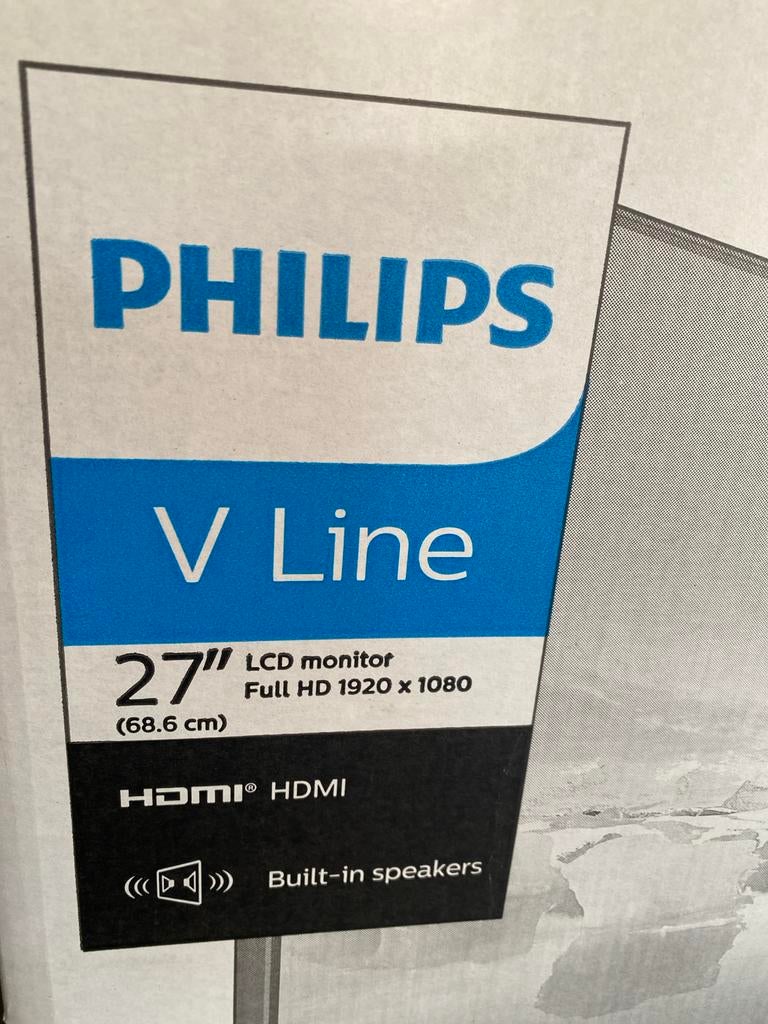 PHILIPS
V Line
27" LCD monitor
Full HD 1920 x 1080
(68.6 cm)
HDMI® HDMI
Built-in speakers